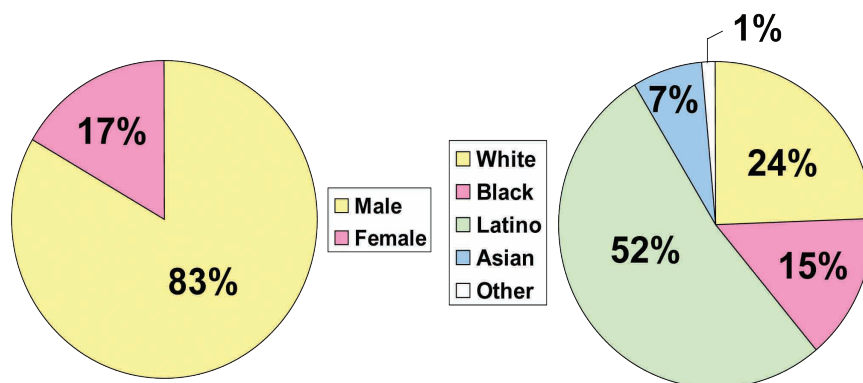 17%
83%
Male
Female
White
Black
Latino
Asian
Other
1%
7%
24%
52%
15%